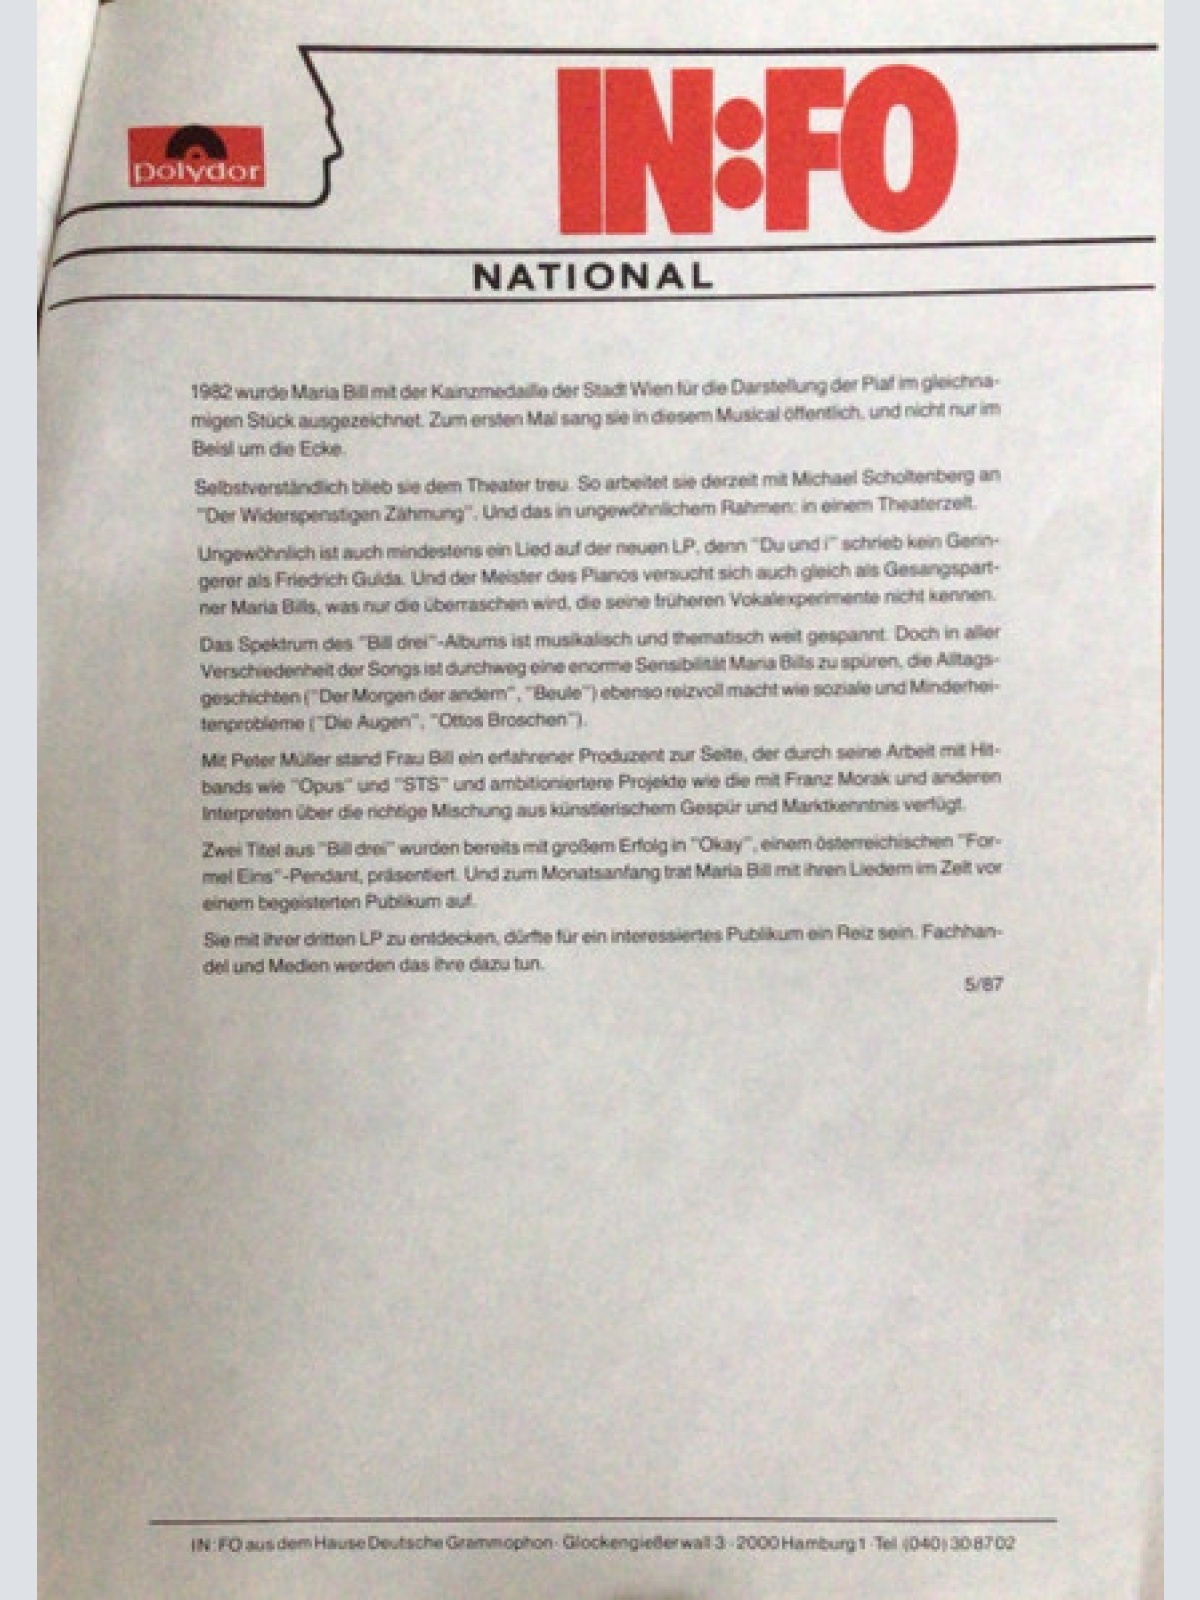 polydor
IN:FO
NATIONAL
1982 wurde Maria Bill mit der Kainzmedaille der Stadt Wien für die Darstellung der Piaf im gleichna-
migen Stück ausgezeichnet. Zum ersten Mal sang sie in diesem Musical öffentlich, und nicht nur im
Beisl um die Ecke.
Selbstverständlich blieb sie dem Theater treu. So arbeitet sie derzeit mit Michael Scholtenberg an
"Der Widerspenstigen Zähmung". Und das in ungewöhnlichem Rahmen: in einem Theaterzelt.
Ungewöhnlich ist auch mindestens ein Lied auf der neuen LP, denn "Du und i" schrieb kein Gerin-
gerer als Friedrich Gulda. Und der Meister des Pianos versucht sich auch gleich als Gesangspart-
ner Maria Bills, was nur die überraschen wird, die seine früheren Vokalexperimente nicht kennen.
Das Spektrum des "Bill drei"-Albums ist musikalisch und thematisch weit gespannt. Doch in aller
Verschiedenheit der Songs ist durchweg eine enorme Sensibilität Maria Bills zu spüren, die Alltags-
geschichten ("Der Morgen der andern", "Beule") ebenso reizvoll macht wie soziale und Minderhei-
tenprobleme ("Die Augen", "Ottos Broschen").
Mit Peter Müller stand Frau Bill ein erfahrener Produzent zur Seite, der durch seine Arbeit mit Hit-
bands wie "Opus" und "STS" und ambitioniertere Projekte wie die mit Franz Morak und anderen
Interpreten über die richtige Mischung aus künstlerischem Gespür und Marktkenntnis verfügt.
Zwei Titel aus "Bill drei" wurden bereits mit großem Erfolg in "Okay", einem österreichischen "For-
mel Eins"-Pendant, präsentiert. Und zum Monatsanfang trat Maria Bill mit ihren Liedern im Zelt vor
einem begeisterten Publikum auf.
Sie mit ihrer dritten LP zu entdecken, dürfte für ein interessiertes Publikum ein Reiz sein. Fachhan-
del und Medien werden das ihre dazu tun.
5/87
IN:FO aus dem Hause Deutsche Grammophon · Glockengießerwall 3 · 2000 Hamburg 1 · Tel. (040) 30 87 02